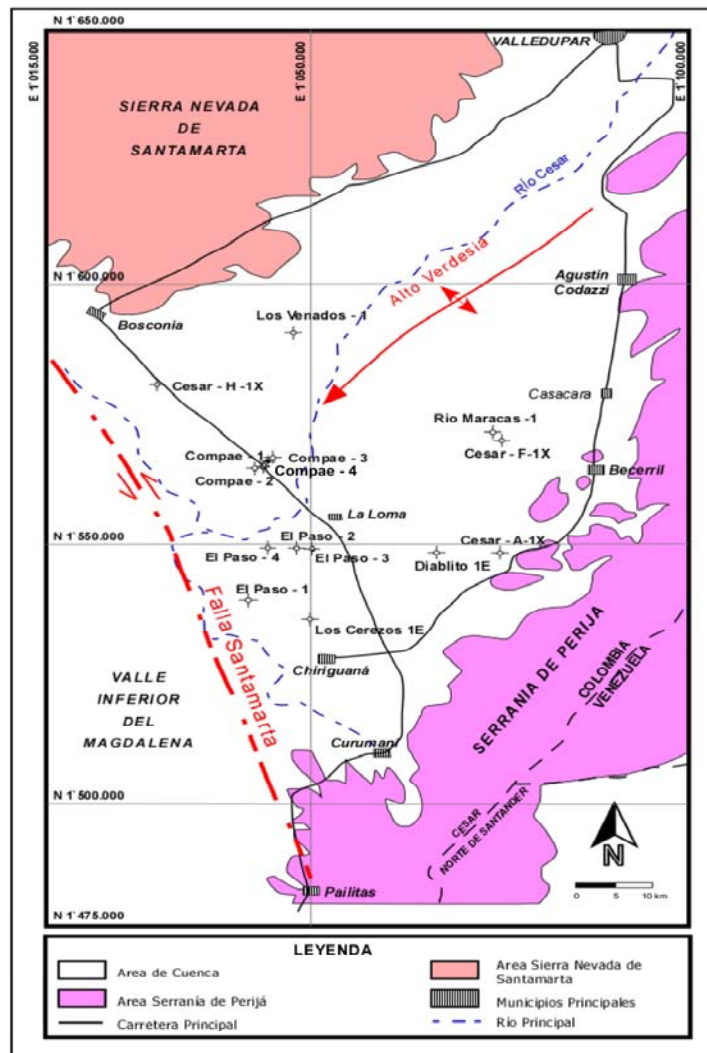 N 1´650.000
E 1´015.000
E 1´050.000
E 1´100.000
VALLEDUPAR
SIERRA NEVADA
DE
SANTAMARTA
Río Cesar
Alto Verdesia
N 1´600.000
Agustín
Codazzi
Bosconia
Los Venados - 1
Cesar - H -1X
Casacara
Río Maracas -1
Cesar - F-1X
Compae - 1
Compae - 3
Compae - 4
Compae - 2
Becerril
La Loma
N 1´550.000
El Paso - 2
Cesar - A-1X
El Paso - 4
El Paso - 3
Diablito 1E
El Paso - 1
Los Cerezos 1E
Falla Santamarta
Chiriguaná
VALLE
INFERIOR
DEL
MAGDALENA
SERRANIA DE PERIJA
COLOMBIA
VENEZUELA
Curumaní
N 1´500.000
CESAR
NORTE DE SANTANDER
N
0 5 10 km
Pailitas
N 1´475.000
LEYENDA
Area de Cuenca
Area Sierra Nevada de
Santamarta
Area Serranía de Perijá
Municipios Principales
Carretera Principal
Río Principal